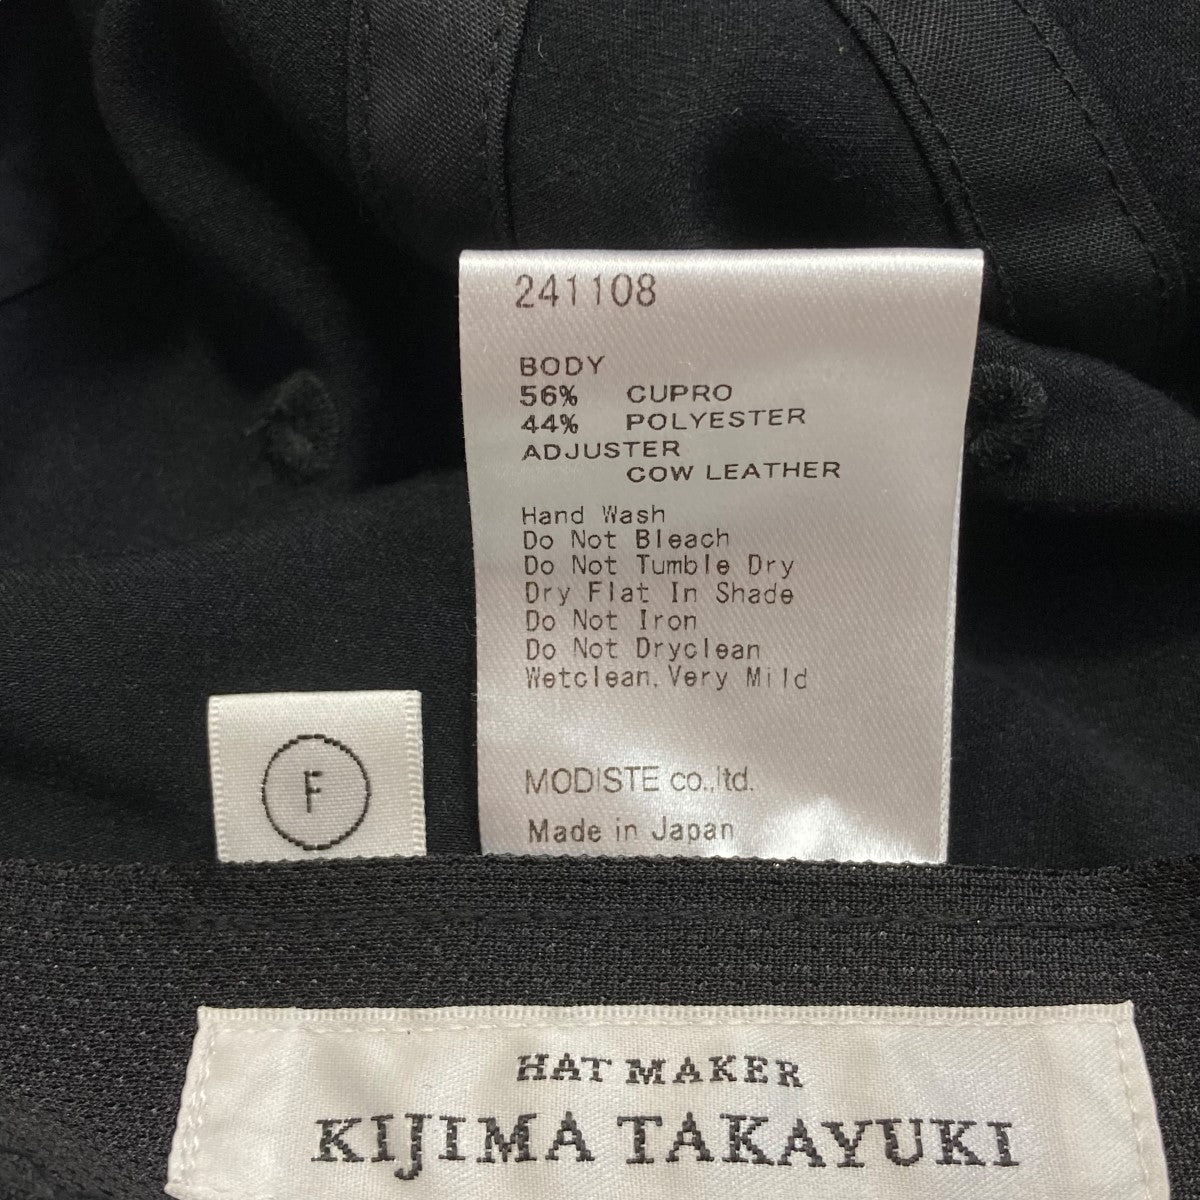 241108
BODY
56% CUPRO
44% POLYESTER
ADJUSTER
COW LEATHER
Hand Wash
Do Not Bleach
Do Not Tumble Dry
Dry Flat In Shade
Do Not Iron
Do Not Dryclean
Wetclean, Very Mild
MODISTE co.,ltd.
Made in Japan
F
HAT MAKER
KIJIMA TAKAYUKI